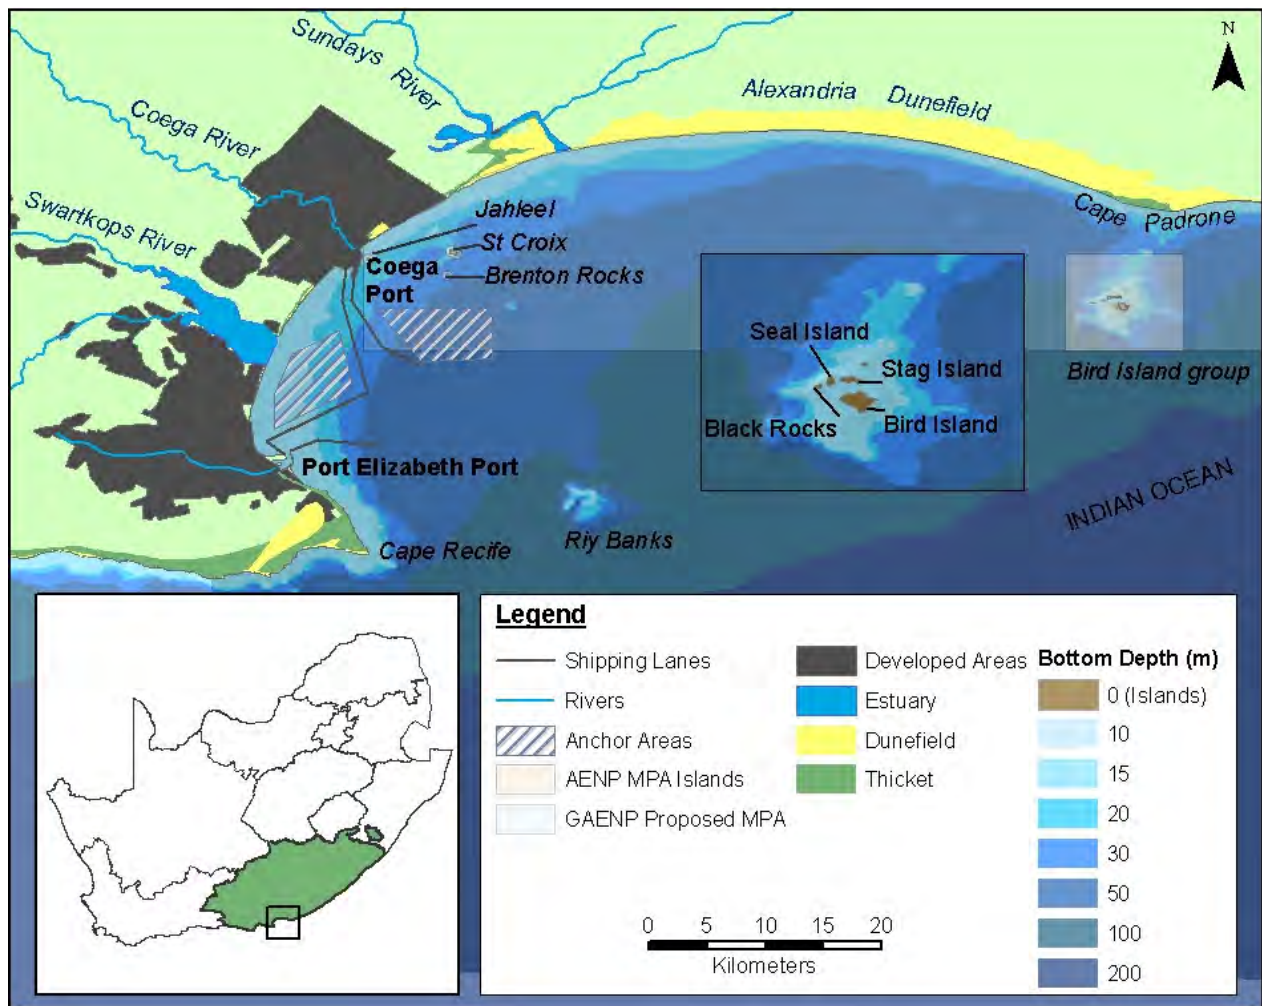 N
Sundays River
Alexandria Dunefield
Coega River
Swartkops River
Cape Padrone
Jahleel
St Croix
Brenton Rocks
Coega
Port
Seal Island
Stag Island
Black Rocks
Bird Island
Bird Island group
Port Elizabeth Port
INDIAN OCEAN
Cape Recife
Riy Banks
Legend
Shipping Lanes
Rivers
Anchor Areas
AENP MPA Islands
GAENP Proposed MPA
Developed Areas
Estuary
Dunefield
Thicket
Bottom Depth (m)
0 (Islands)
10
15
20
30
50
100
200
0 5 10 15 20
Kilometers